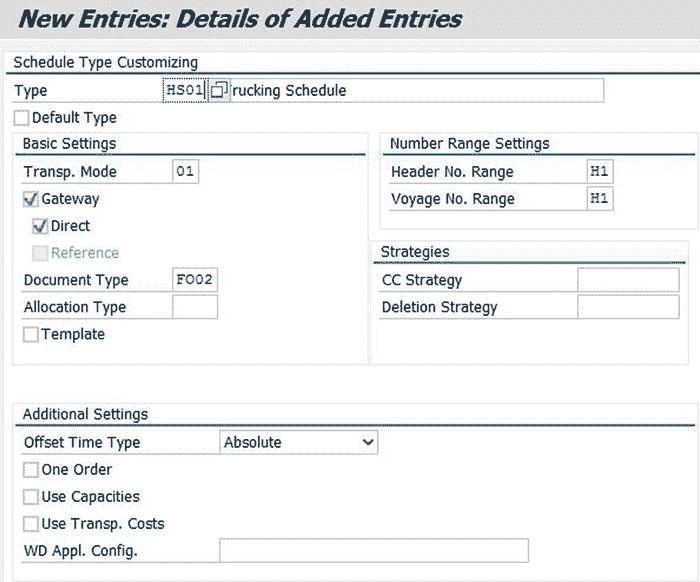 New Entries: Details of Added Entries
Schedule Type Customizing
Type HS01 rucking Schedule
Default Type
Basic Settings
Transp. Mode 01
Gateway
Direct
Reference
Document Type FO02
Allocation Type
Template
Number Range Settings
Header No. Range H1
Voyage No. Range H1
Strategies
CC Strategy
Deletion Strategy
Additional Settings
Offset Time Type Absolute
One Order
Use Capacities
Use Transp. Costs
WD Appl. Config.